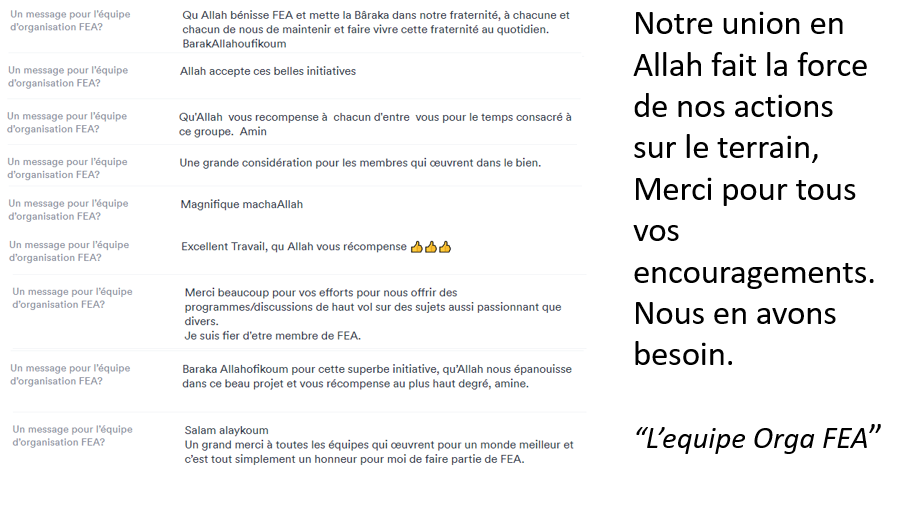 Un message pour l'équipe
d'organisation FEA?
Qu Allah bénisse FEA et mette la Bâraka dans notre fraternité, à chacune et
chacun de nous de maintenir et faire vivre cette fraternité au quotidien.
BarakAllahoufikoum
Un message pour l'équipe
d'organisation FEA?
Allah accepte ces belles initiatives
Un message pour l'équipe
d'organisation FEA?
Qu'Allah vous recompense à chacun d'entre vous pour le temps consacré à
ce groupe. Amin
Un message pour l'équipe
d'organisation FEA?
Une grande considération pour les membres qui œuvrent dans le bien.
Un message pour l'équipe
d'organisation FEA?
Magnifique machaAllah
Un message pour l'équipe
d'organisation FEA?
Excellent Travail, qu Allah vous récompense 👍👍👍
Un message pour l'équipe
d'organisation FEA?
Merci beaucoup pour vos efforts pour nous offrir des
programmes/discussions de haut vol sur des sujets aussi passionnant que
divers.
Je suis fier d'etre membre de FEA.
Un message pour l'équipe
d'organisation FEA?
Baraka Allahofikoum pour cette superbe initiative, qu'Allah nous épanouisse
dans ce beau projet et vous récompense au plus haut degré, amine.
Un message pour l'équipe
d'organisation FEA?
Salam alaykoum
Un grand merci à toutes les équipes qui œuvrent pour un monde meilleur et
c'est tout simplement un honneur pour moi de faire partie de FEA.
Notre union en
Allah fait la force
de nos actions
sur le terrain,
Merci pour tous
vos
encouragements.
Nous en avons
besoin.
“L’equipe Orga FEA”